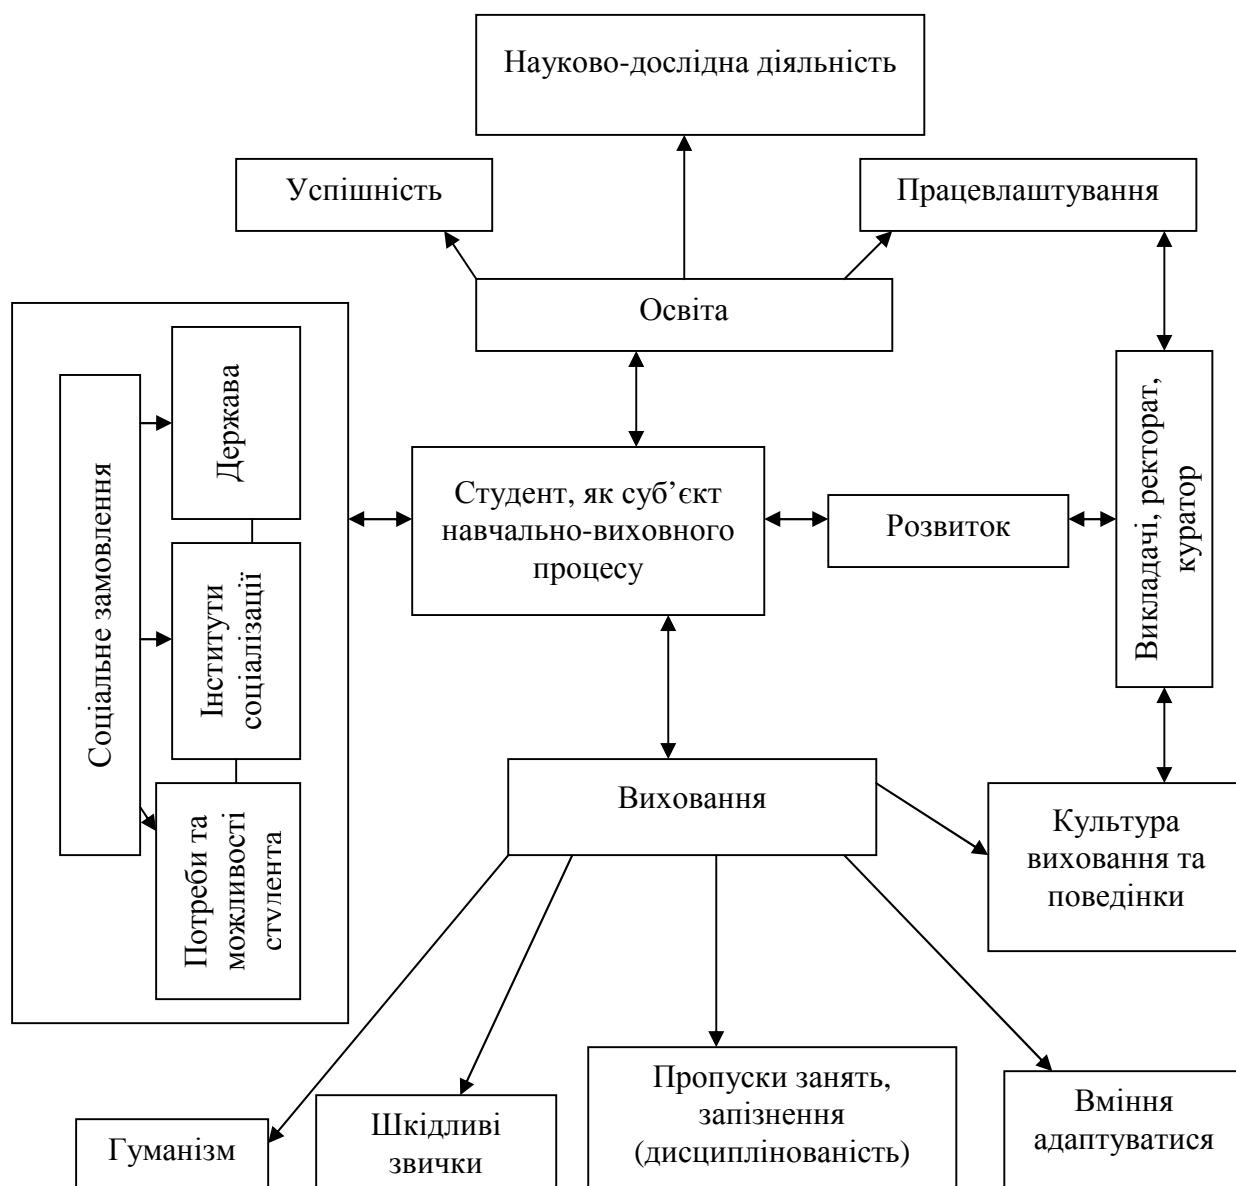 Науково-дослідна діяльність
Успішність
Працевлаштування
Освіта
Соціальне замовлення
Держава
Інститути
соціалізації
Потреби та
можливості
студента
Студент, як суб’єкт
навчально-виховного
процесу
Розвиток
Викладачі, ректорат,
куратор
Виховання
Культура
виховання та
поведінки
Гуманізм
Шкідливі
звички
Пропуски занять,
запізнення
(дисциплінованість)
Вміння
адаптуватися